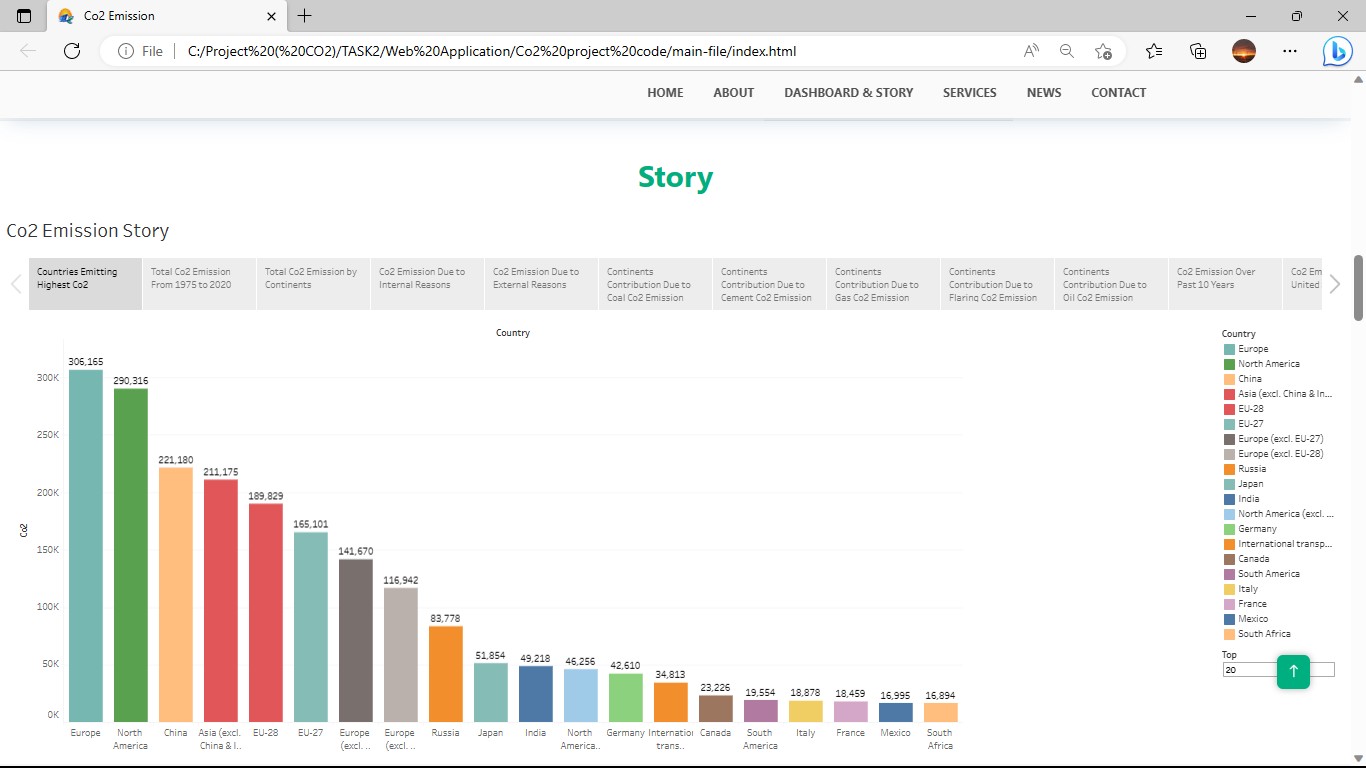 Co2 Emission
File
C:/Project%20(%20CO2)/TASK2/Web%20Application/Co2%20project%20code/main-file/index.html
HOME ABOUT DASHBOARD & STORY SERVICES NEWS CONTACT
Story
Co2 Emission Story
Countries Emitting
Highest Co2
Total Co2 Emission
From 1975 to 2020
Total Co2 Emission by
Continents
Co2 Emission Due to
Internal Reasons
Co2 Emission Due to
External Reasons
Continents
Contribution Due to
Coal Co2 Emission
Continents
Contribution Due to
Cement Co2 Emission
Continents
Contribution Due to
Gas Co2 Emission
Continents
Contribution Due to
Flaring Co2 Emission
Continents
Contribution Due to
Oil Co2 Emission
Co2 Emission Over
Past 10 Years
Co2 Em
United
Country
Co2
300K
250K
200K
150K
100K
50K
0K
306,165
290,316
221,180
211,175
189,829
165,101
141,670
116,942
83,778
51,854
49,218
46,256
42,610
34,813
23,226
19,554
18,878
18,459
16,995
16,894
Europe
North
America
China
Asia (excl.
China & I..
EU-28
EU-27
Europe
(excl. ..
Europe
(excl. ..
Russia
Japan
India
North
America..
Germany
Internation
trans..
Canada
South
America
Italy
France
Mexico
South
Africa
Country
Europe
North America
China
Asia (excl. China & In...
EU-28
EU-27
Europe (excl. EU-27)
Europe (excl. EU-28)
Russia
Japan
India
North America (excl. ...
Germany
International transp...
Canada
South America
Italy
France
Mexico
South Africa
Top
20